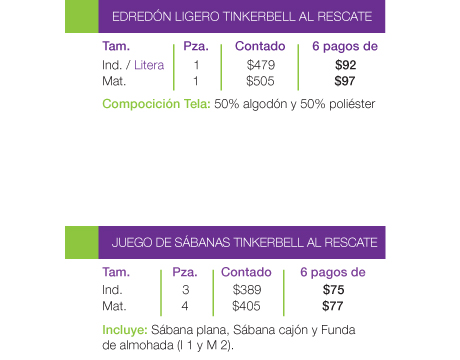 EDREDÓN LIGERO TINKERBELL AL RESCATE
Tam. Pza. Contado 6 pagos de
Ind. / Litera 1 $479 $92
Mat. 1 $505 $97
Compocición Tela: 50% algodón y 50% poliéster
JUEGO DE SÁBANAS TINKERBELL AL RESCATE
Tam. Pza. Contado 6 pagos de
Ind. 3 $389 $75
Mat. 4 $405 $77
Incluye: Sábana plana, Sábana cajón y Funda
de almohada (I 1 y M 2).